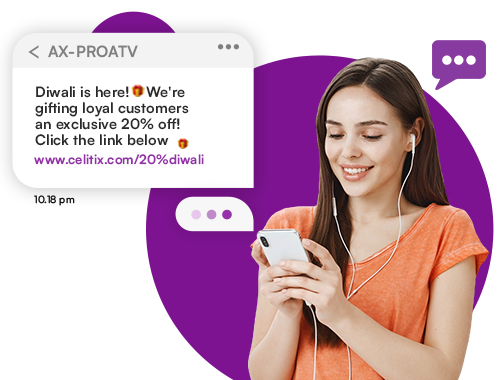 AX-PROATV
Diwali is here! 🎁 We're
gifting loyal customers
an exclusive 20% off!
Click the link below 🎁
www.celitix.com/20%diwali
10.18 pm